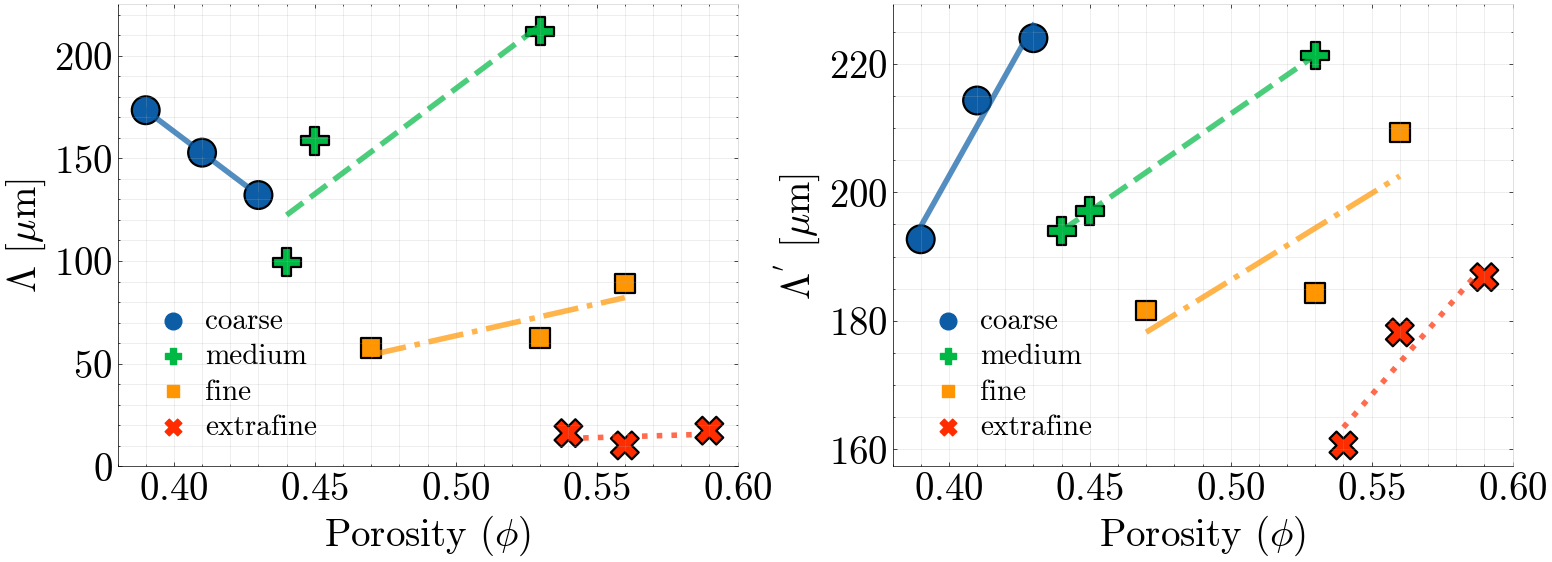 Λ [μm]
200
150
100
50
0
coarse
medium
fine
extrafine
0.40 0.45 0.50 0.55 0.60
Porosity (ϕ)
Λ′ [μm]
220
200
180
160
coarse
medium
fine
extrafine
0.40 0.45 0.50 0.55 0.60
Porosity (ϕ)